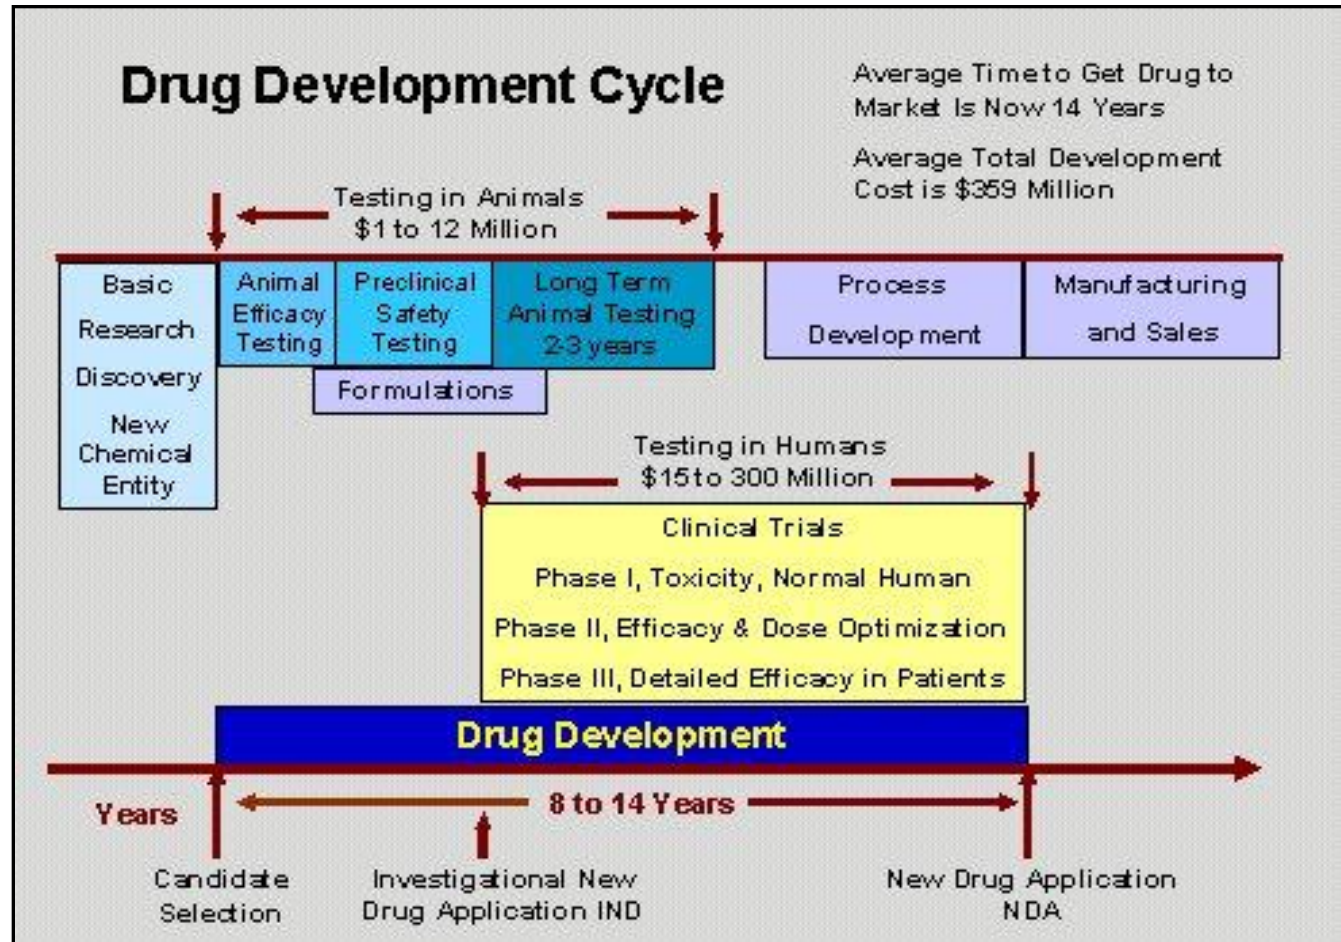 Drug Development Cycle
Average Time to Get Drug to
Market Is Now 14 Years
Average Total Development
Cost is $359 Million
Testing in Animals
$1 to 12 Million
Basic
Research
Discovery
New
Chemical
Entity
Animal
Efficacy
Testing
Preclinical
Safety
Testing
Long Term
Animal Testing
2-3 years
Process
Development
Manufacturing
and Sales
Formulations
Testing in Humans
$15 to 300 Million
Clinical Trials
Phase I, Toxicity, Normal Human
Phase II, Efficacy & Dose Optimization
Phase III, Detailed Efficacy in Patients
Drug Development
Years
8 to 14 Years
Candidate
Selection
Investigational New
Drug Application IND
New Drug Application
NDA